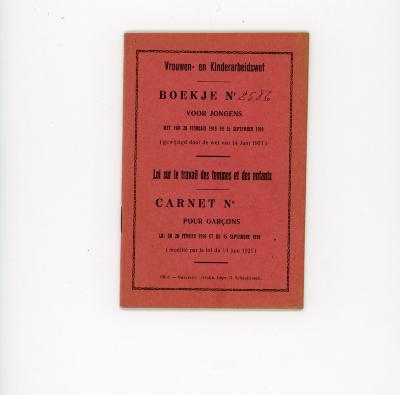 Vrouwen- en Kinderarbeidswet
BOEKJE Nr 2586
VOOR JONGENS
WET VAN 28 FEBRUARI 1919 EN 15 SEPTEMBER 1919
(gewijzigd door de wet van 14 Juni 1921)
Loi sur le travail des femmes et des enfants
CARNET No
POUR GARÇONS
LOI DU 28 FÉVRIER 1919 ET DU 15 SEPTEMBRE 1919
(modifié par la loi du 14 juin 1921)